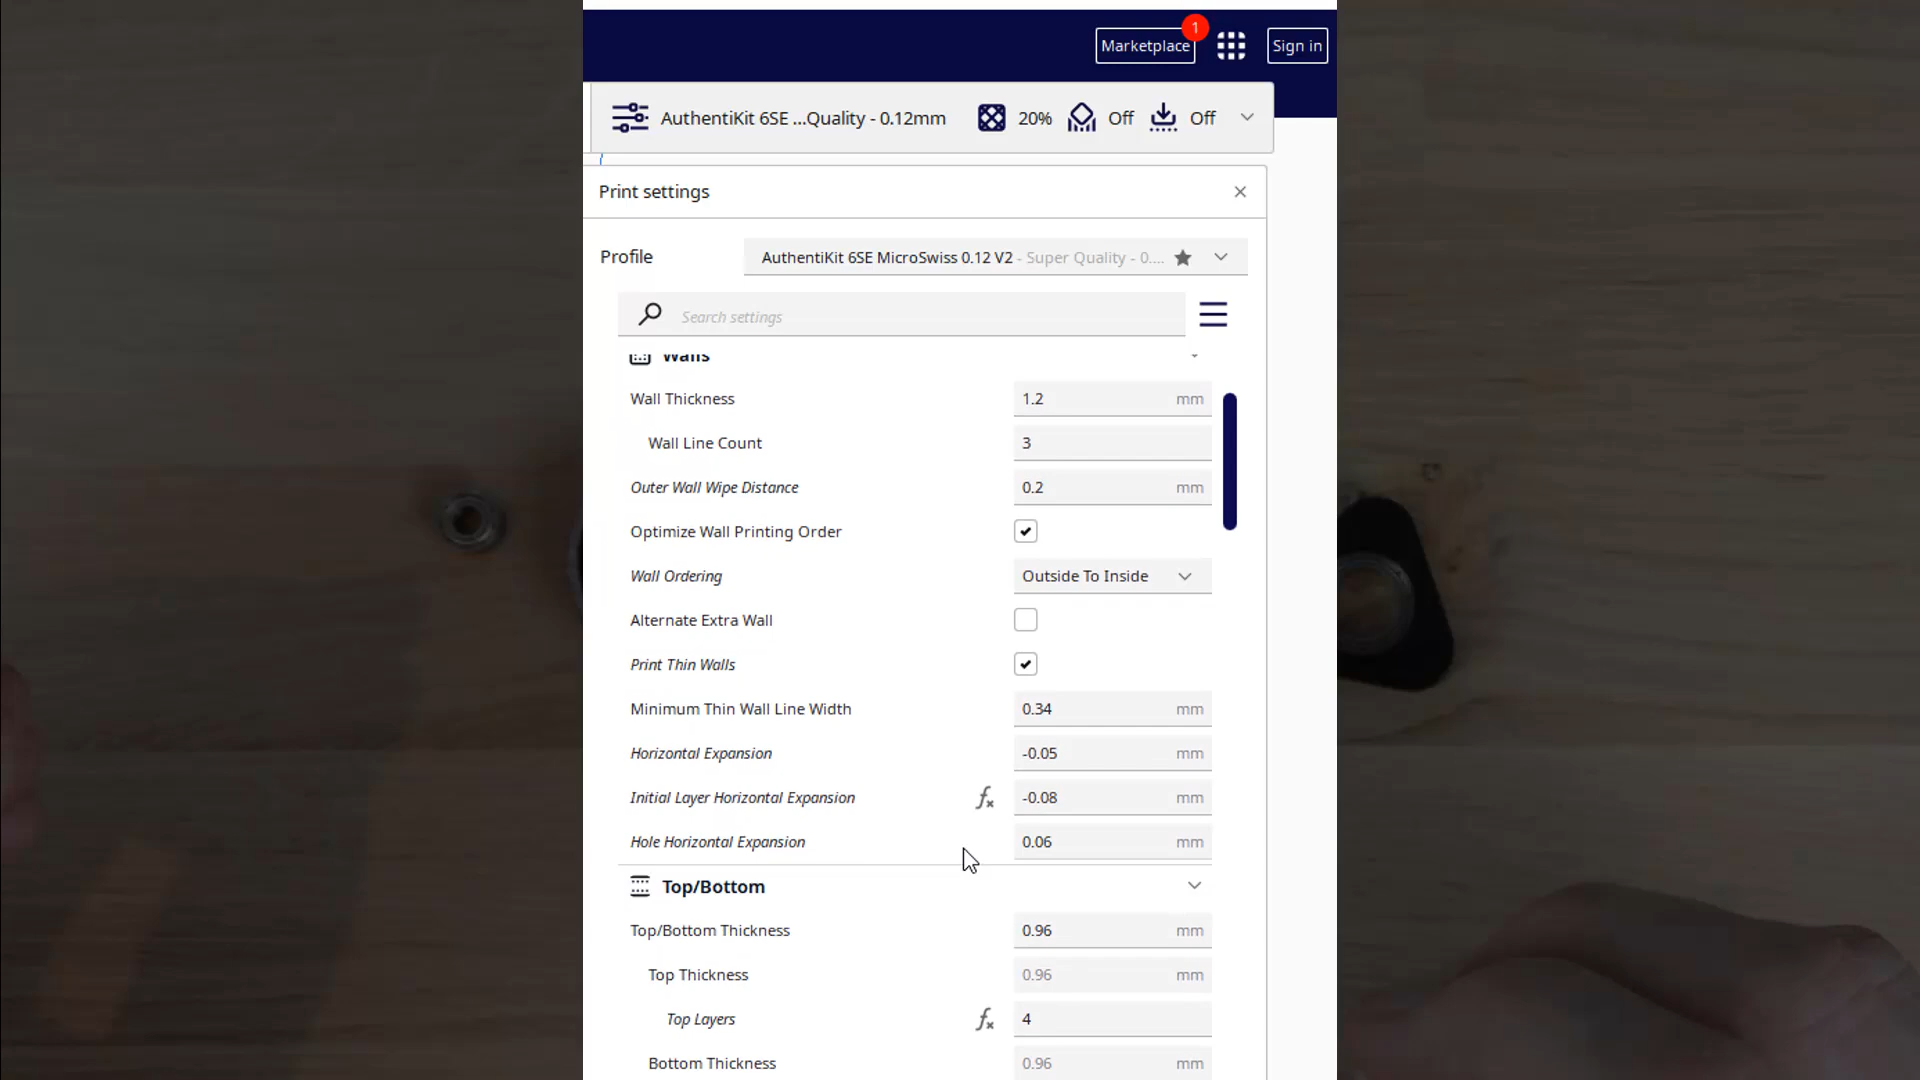 Marketplace 1 Sign in
AuthentiKit 6SE ...Quality - 0.12mm 20% Off Off
Print settings
Profile AuthentiKit 6SE MicroSwiss 0.12 V2 - Super Quality - 0....
Search settings
Walls
Wall Thickness 1.2 mm
Wall Line Count 3
Outer Wall Wipe Distance 0.2 mm
Optimize Wall Printing Order
Wall Ordering Outside To Inside
Alternate Extra Wall
Print Thin Walls
Minimum Thin Wall Line Width 0.34 mm
Horizontal Expansion -0.05 mm
Initial Layer Horizontal Expansion fx -0.08 mm
Hole Horizontal Expansion 0.06 mm
Top/Bottom
Top/Bottom Thickness 0.96 mm
Top Thickness 0.96 mm
Top Layers fx 4
Bottom Thickness 0.96 mm